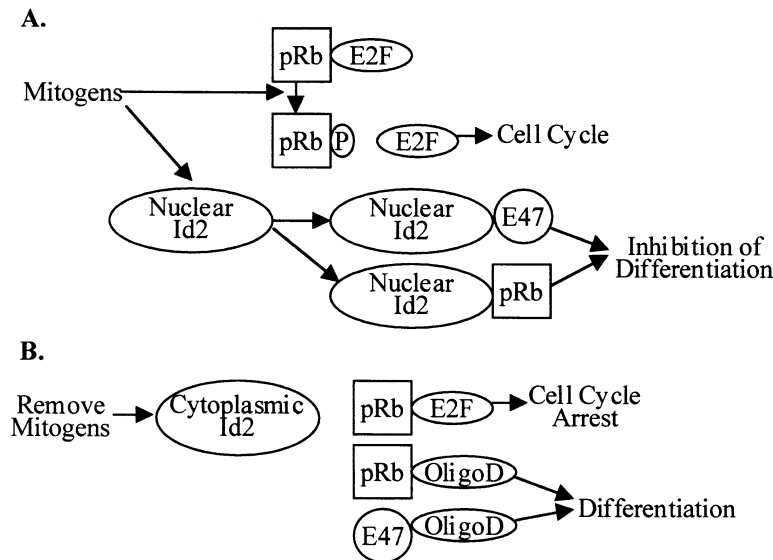 A.
pRb E2F
Mitogens
pRb P E2F Cell Cycle
Nuclear
Id2
Nuclear
Id2
E47
Inhibition of
Differentiation
Nuclear
Id2
pRb
B.
Remove
Mitogens
Cytoplasmic
Id2
pRb E2F
Cell Cycle
Arrest
pRb OligoD
Differentiation
E47 OligoD